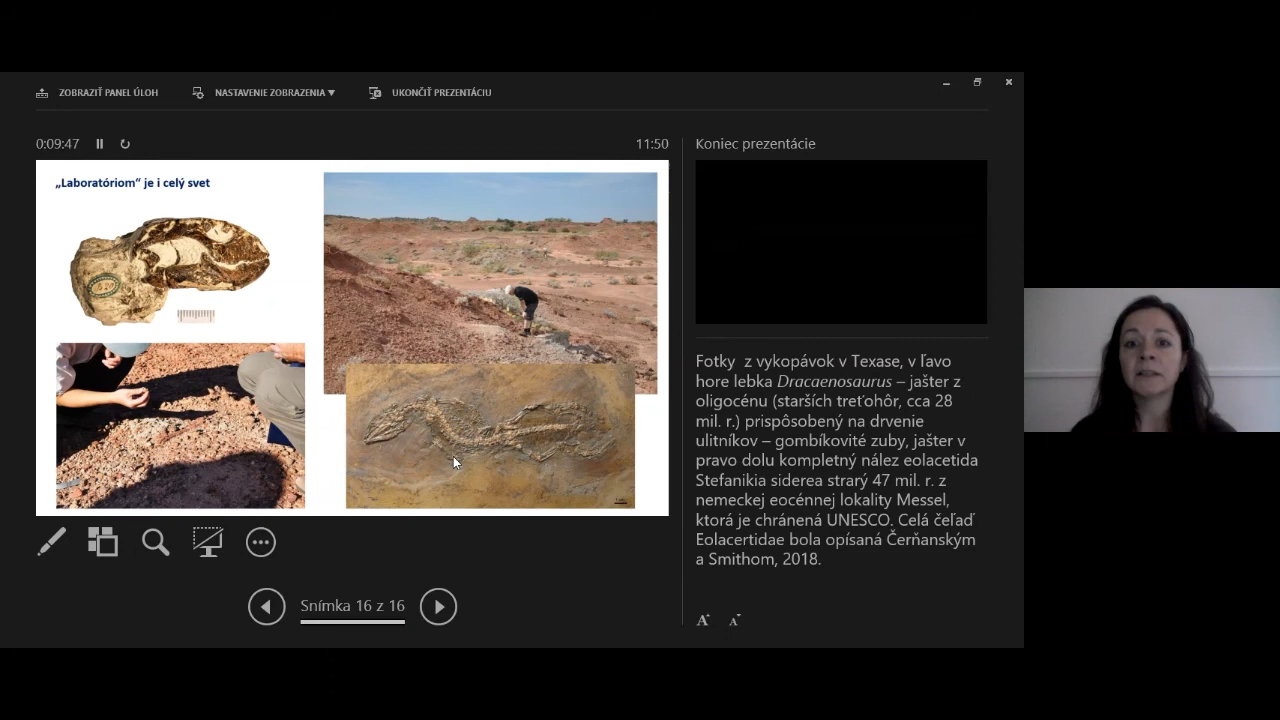 ZOBRAZIŤ PANEL ÚLOH
NASTAVENIE ZOBRAZENIA ▼
UKONČIŤ PREZENTÁCIU
0:09:47
11:50
Koniec prezentácie
„Laboratóriom“ je i celý svet
Fotky z vykopávok v Texase, v ľavo
hore lebka Dracaenosaurus – jašter z
oligocénu (starších treťohôr, cca 28
mil. r.) prispôsobený na drvenie
ulitníkov – gombíkovité zuby, jašter v
pravo dolu kompletný nález eolacetida
Stefanikia siderea strarý 47 mil. r. z
nemeckej eocénnej lokality Messel,
ktorá je chránená UNESCO. Celá čeľaď
Eolacertidae bola opísaná Čerňanským
a Smithom, 2018.
Snímka 16 z 16
A A